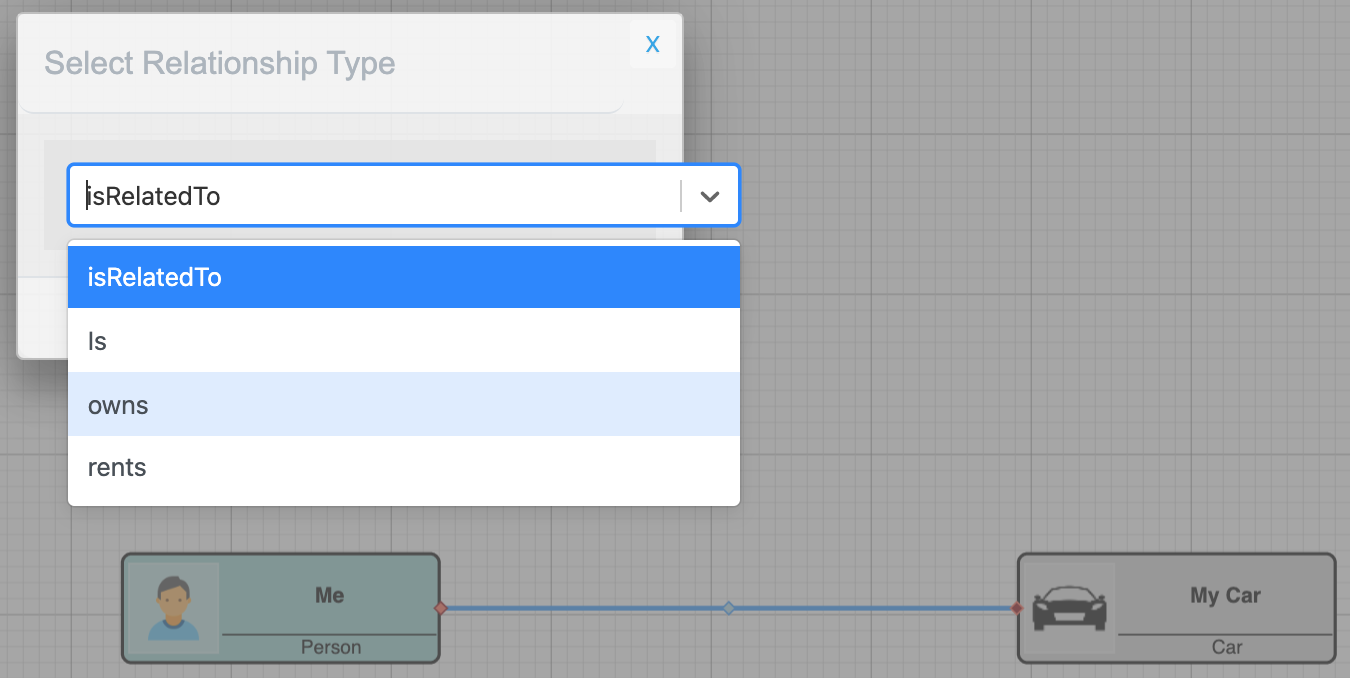 Select Relationship Type
X
isRelatedTo
isRelatedTo
Is
owns
rents
Me
Person
My Car
Car